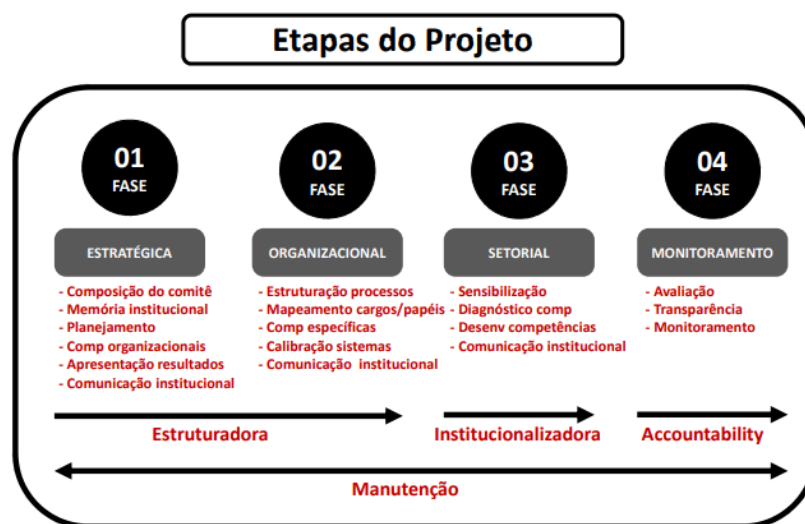 Etapas do Projeto
01
FASE
02
FASE
03
FASE
04
FASE
ESTRATÉGICA
ORGANIZACIONAL
SETORIAL
MONITORAMENTO
- Composição do comitê
- Memória institucional
- Planejamento
- Comp organizacionais
- Apresentação resultados
- Comunicação institucional
- Estruturação processos
- Mapeamento cargos/papéis
- Comp específicas
- Calibração sistemas
- Comunicação institucional
- Sensibilização
- Diagnóstico comp
- Desenv competências
- Comunicação institucional
- Avaliação
- Transparência
- Monitoramento
Estruturadora
Institucionalizadora
Accountability
Manutenção